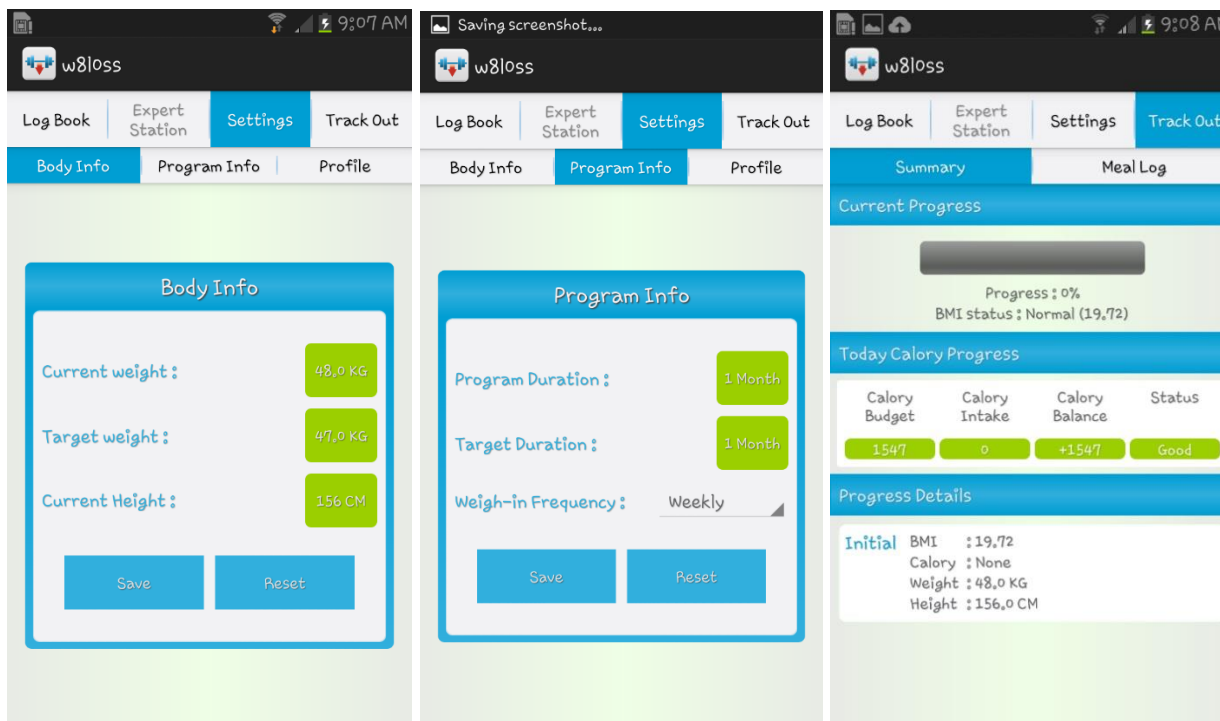 9:07 AM
w8loss
Log Book
Expert Station
Settings
Track Out
Body Info
Program Info
Profile
Body Info
Current weight :
48.0 KG
Target weight :
47.0 KG
Current Height :
156 CM
Save
Reset
Saving screenshot...
w8loss
Log Book
Expert Station
Settings
Track Out
Body Info
Program Info
Profile
Program Info
Program Duration :
1 Month
Target Duration :
1 Month
Weigh-in Frequency :
Weekly
Save
Reset
9:08 A
w8loss
Log Book
Expert Station
Settings
Track Out
Summary
Meal Log
Current Progress
Progress : 0%
BMI status : Normal (19.72)
Today Calory Progress
Calory Budget
Calory Intake
Calory Balance
Status
1547
0
+1547
Good
Progress Details
Initial
BMI : 19.72
Calory : None
Weight : 48.0 KG
Height : 156.0 CM